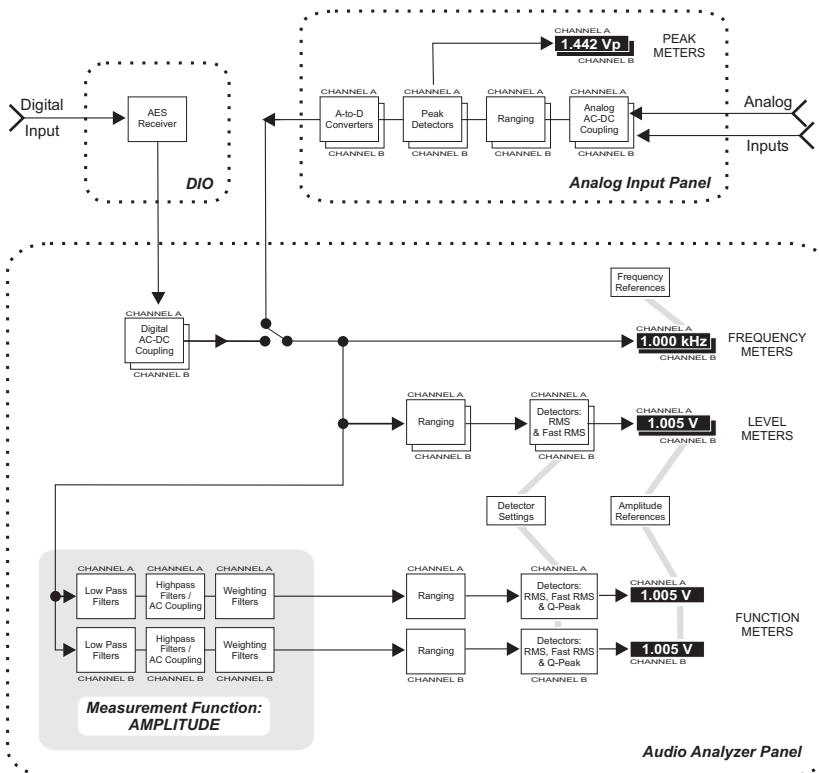 CHANNEL A
1.442 Vp
CHANNEL B
PEAK
METERS
Digital
Input
AES
Receiver
DIO
CHANNEL A
A-to-D
Converters
CHANNEL B
CHANNEL A
Peak
Detectors
CHANNEL B
CHANNEL A
Ranging
CHANNEL B
CHANNEL A
Analog
AC-DC
Coupling
CHANNEL B
Analog
Inputs
Analog Input Panel
Frequency
References
CHANNEL A
Digital
AC-DC
Coupling
CHANNEL B
CHANNEL A
1.000 kHz
CHANNEL B
FREQUENCY
METERS
CHANNEL A
Ranging
CHANNEL B
CHANNEL A
Detectors:
RMS
& Fast RMS
CHANNEL B
CHANNEL A
1.005 V
CHANNEL B
LEVEL
METERS
Detector
Settings
Amplitude
References
CHANNEL A
Low Pass
Filters
CHANNEL A
Highpass
Filters /
AC Coupling
CHANNEL A
Weighting
Filters
CHANNEL A
Ranging
CHANNEL A
Detectors:
RMS, Fast RMS
& Q-Peak
CHANNEL A
1.005 V
FUNCTION
METERS
Low Pass
Filters
CHANNEL B
Highpass
Filters /
AC Coupling
CHANNEL B
Weighting
Filters
CHANNEL B
Ranging
CHANNEL B
Detectors:
RMS, Fast RMS
& Q-Peak
CHANNEL B
1.005 V
CHANNEL B
Measurement Function:
AMPLITUDE
Audio Analyzer Panel